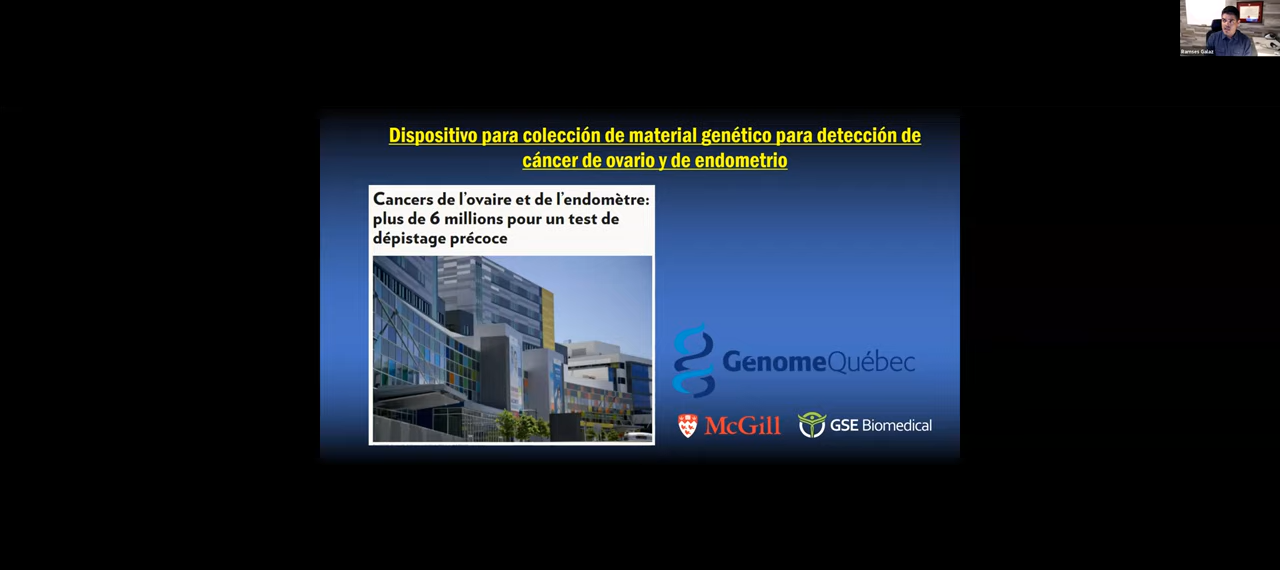 Ramses Galaz
Dispositivo para colección de material genético para detección de
cáncer de ovario y de endometrio
Cancers de l'ovaire et de l'endomètre:
plus de 6 millions pour un test de
dépistage précoce
GenomeQuébec
McGill
GSE Biomedical